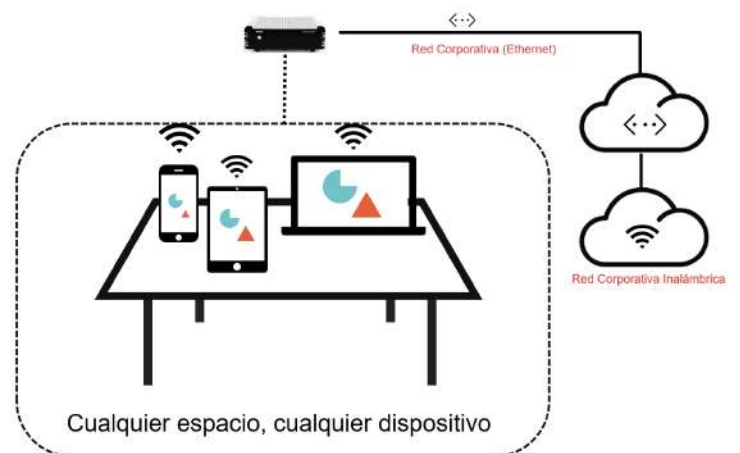 Red Corporativa (Ethernet)
Red Corporativa Inalámbrica
Cualquier espacio, cualquier dispositivo